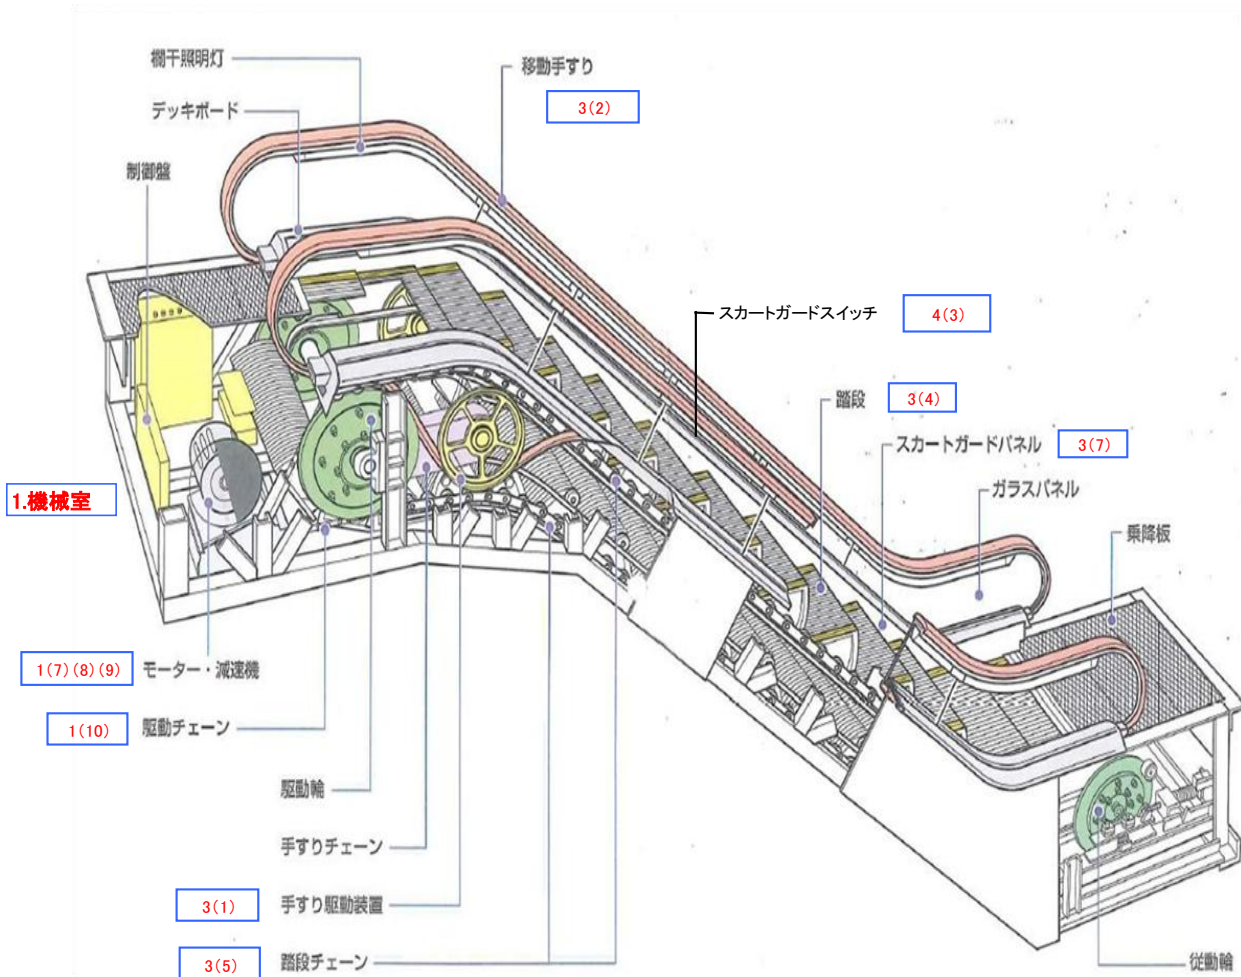 欄干照明灯
移動手すり
3(2)
デッキボード
制御盤
スカートガードスイッチ
4(3)
踏段
3(4)
スカートガードパネル
3(7)
ガラスパネル
1.機械室
乗降板
1(7)(8)(9)
モーター・減速機
1(10)
駆動チェーン
駆動輪
手すりチェーン
3(1)
手すり駆動装置
3(5)
踏段チェーン
従動輪